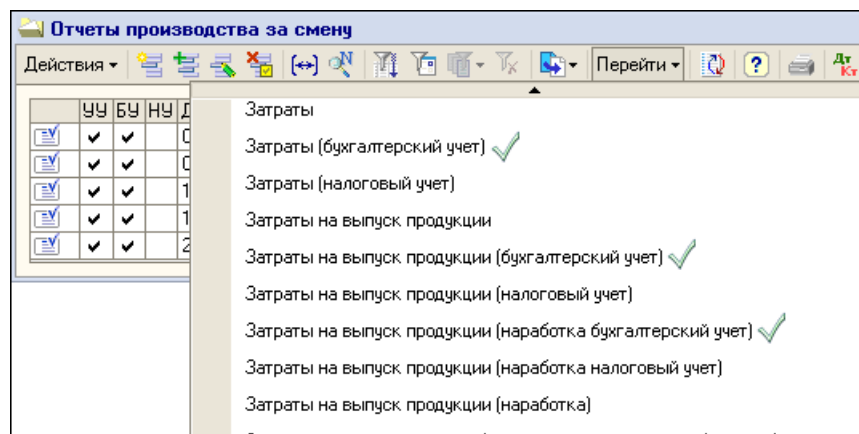 Отчеты производства за смену
Действия Перейти Дт Кт
УУ БУ НУ
Затраты
Затраты (бухгалтерский учет)
Затраты (налоговый учет)
Затраты на выпуск продукции
Затраты на выпуск продукции (бухгалтерский учет)
Затраты на выпуск продукции (налоговый учет)
Затраты на выпуск продукции (наработка бухгалтерский учет)
Затраты на выпуск продукции (наработка налоговый учет)
Затраты на выпуск продукции (наработка)